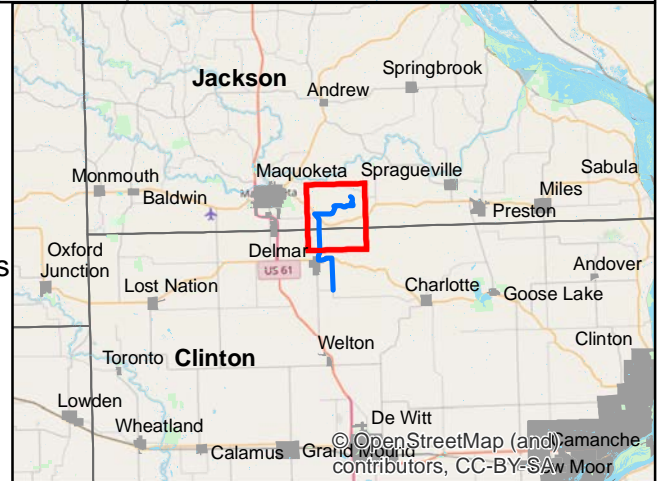 Jackson
Springbrook
Andrew
Monmouth
Maquoketa
Spragueville
Sabula
Baldwin
Miles
Preston
Oxford
Junction
Delmar
US 61
Andover
s
Lost Nation
Charlotte
Goose Lake
Welton
Clinton
Toronto
Clinton
Lowden
De Witt
Wheatland
Calamus
Grand Mound
Camanche
© OpenStreetMap (and)
contributors, CC-BY-SA
w Moor